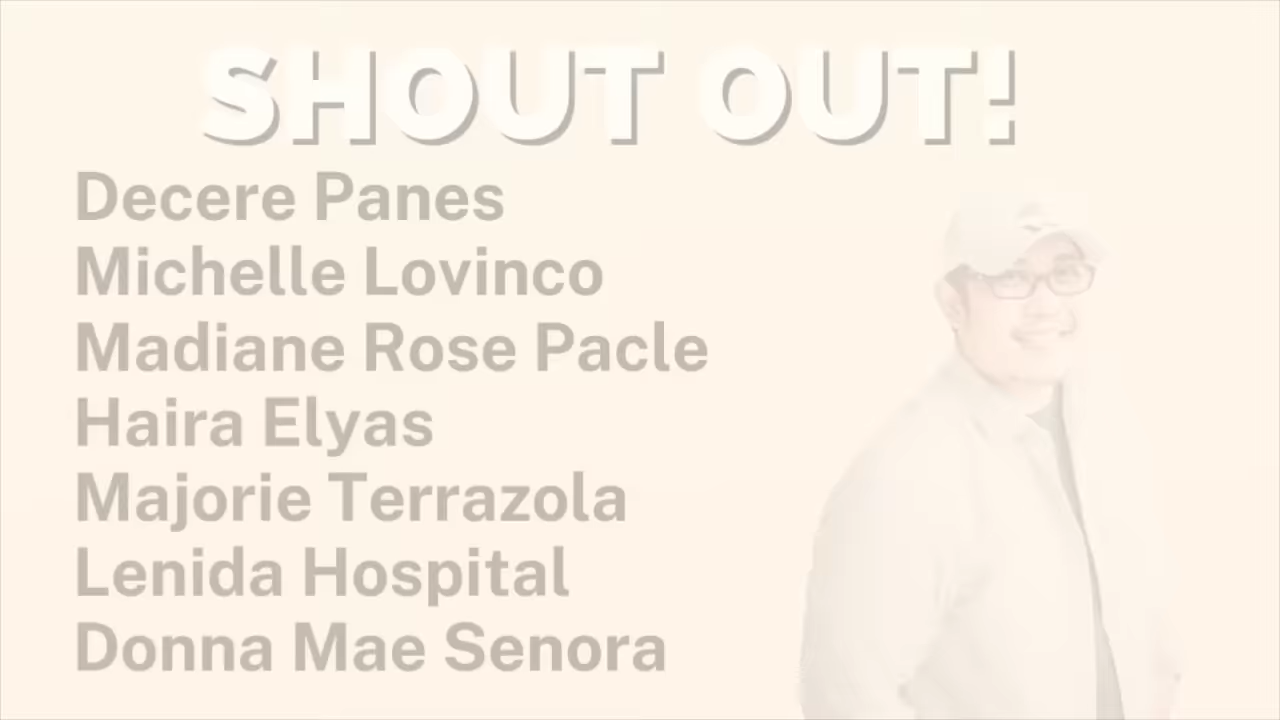 SHOUT OUT!
Decere Panes
Michelle Lovinco
Madiane Rose Pacle
Haira Elyas
Majorie Terrazola
Lenida Hospital
Donna Mae Senora